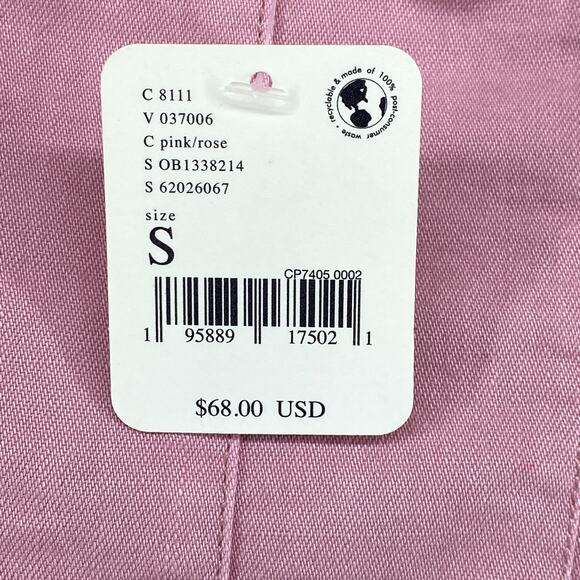 recyclable & made of 100% post-consumer waste •
C 8111
V 037006
C pink/rose
S OB1338214
S 62026067
size
S
CP7405 0002
1 95889 17502 1
$68.00 USD